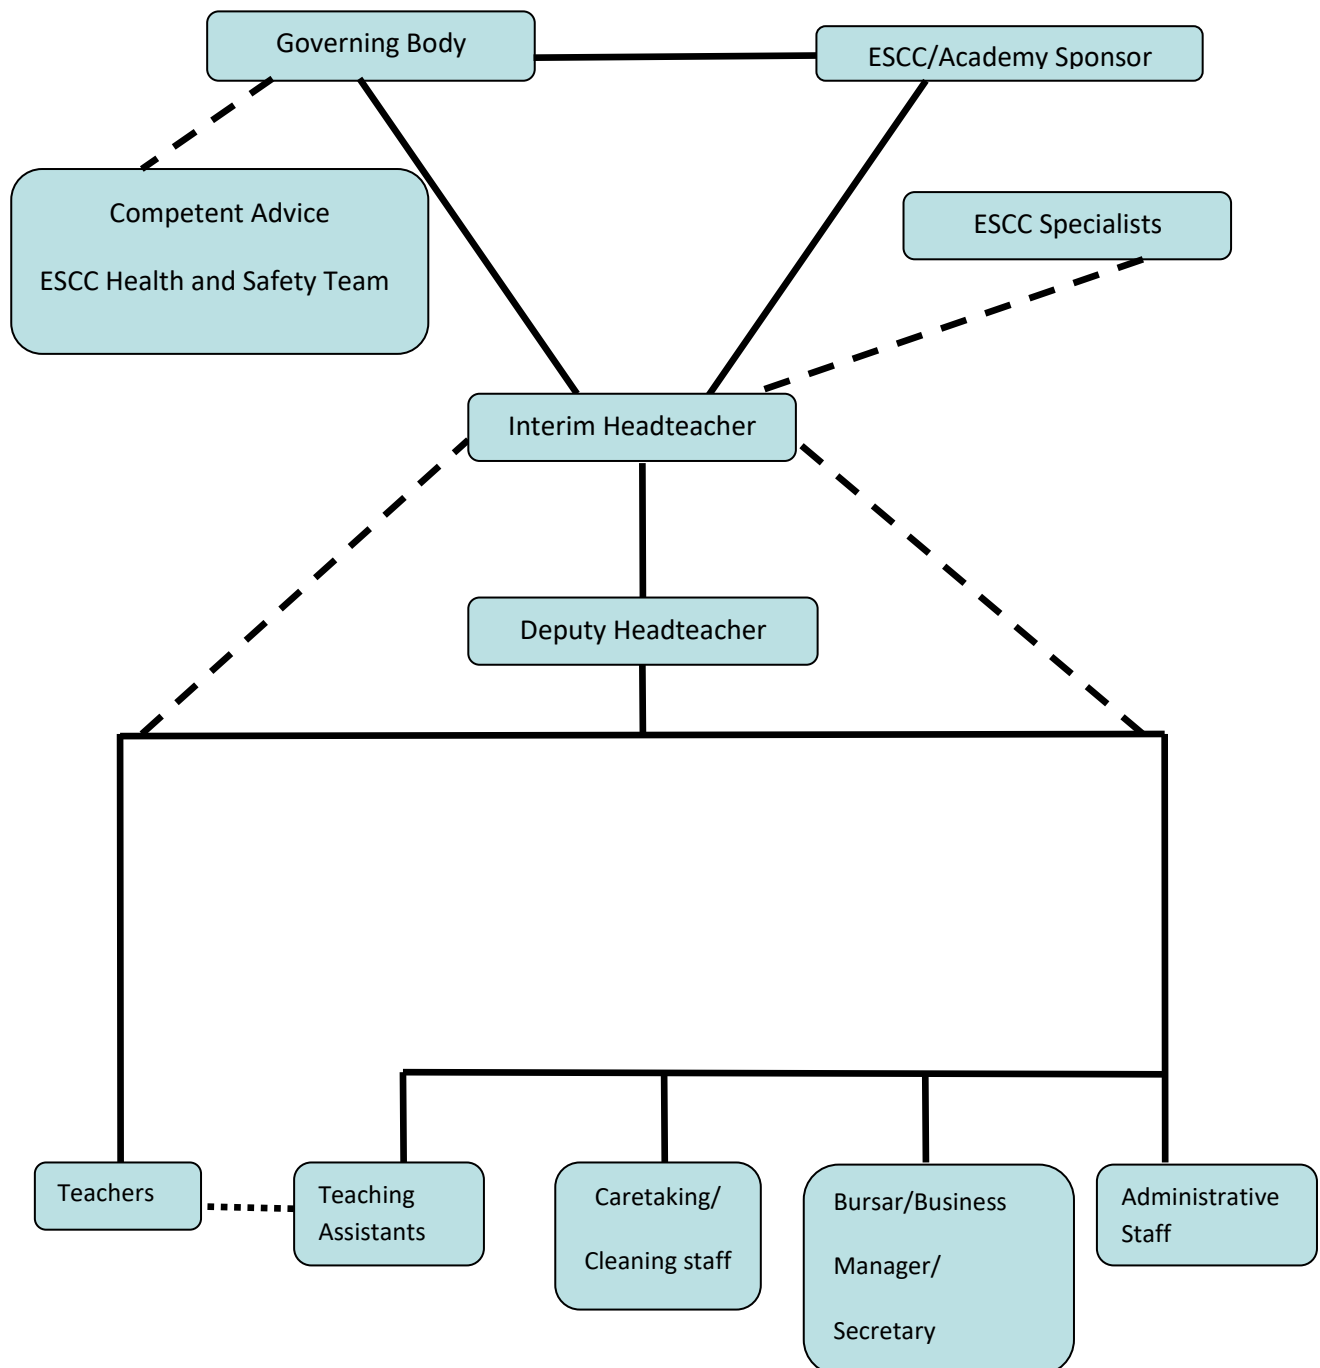 Governing Body
ESCC/Academy Sponsor
Competent Advice
ESCC Health and Safety Team
ESCC Specialists
Interim Headteacher
Deputy Headteacher
Teachers
Teaching
Assistants
Caretaking/
Cleaning staff
Bursar/Business
Manager/
Secretary
Administrative
Staff